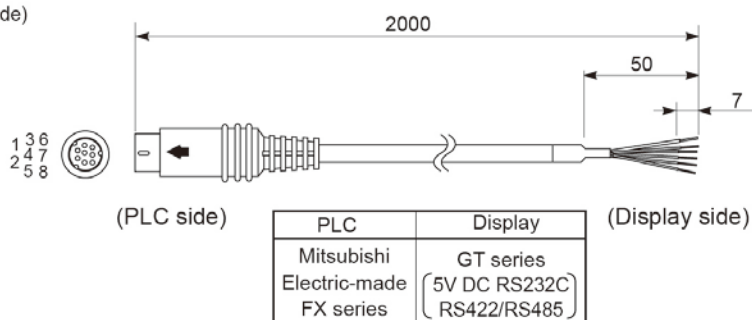 de)
2000
50
7
1 3 6
2 4 7
5 8
(PLC side)
(Display side)
PLC Display
Mitsubishi GT series
Electric-made 5V DC RS232C
FX series RS422/RS485